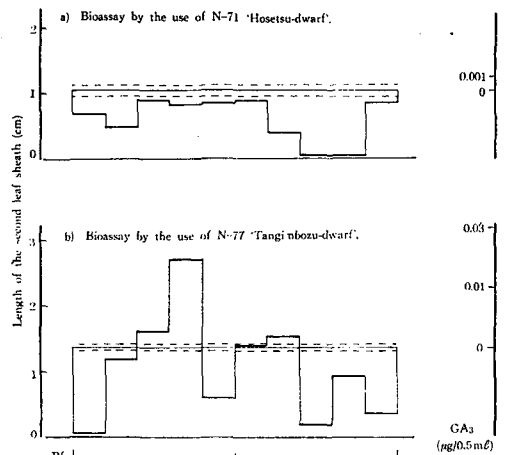 a) Bioassay by the use of N-71 'Hosetsu-dwarf'.
2
1
0
0.001
0
Length of the second leaf sheath (cm)
b) Bioassay by the use of N-77 'Tangi nbozu-dwarf'.
3
2
1
0
0.03
0.01
0
GA3
(μg/0.5 mℓ)